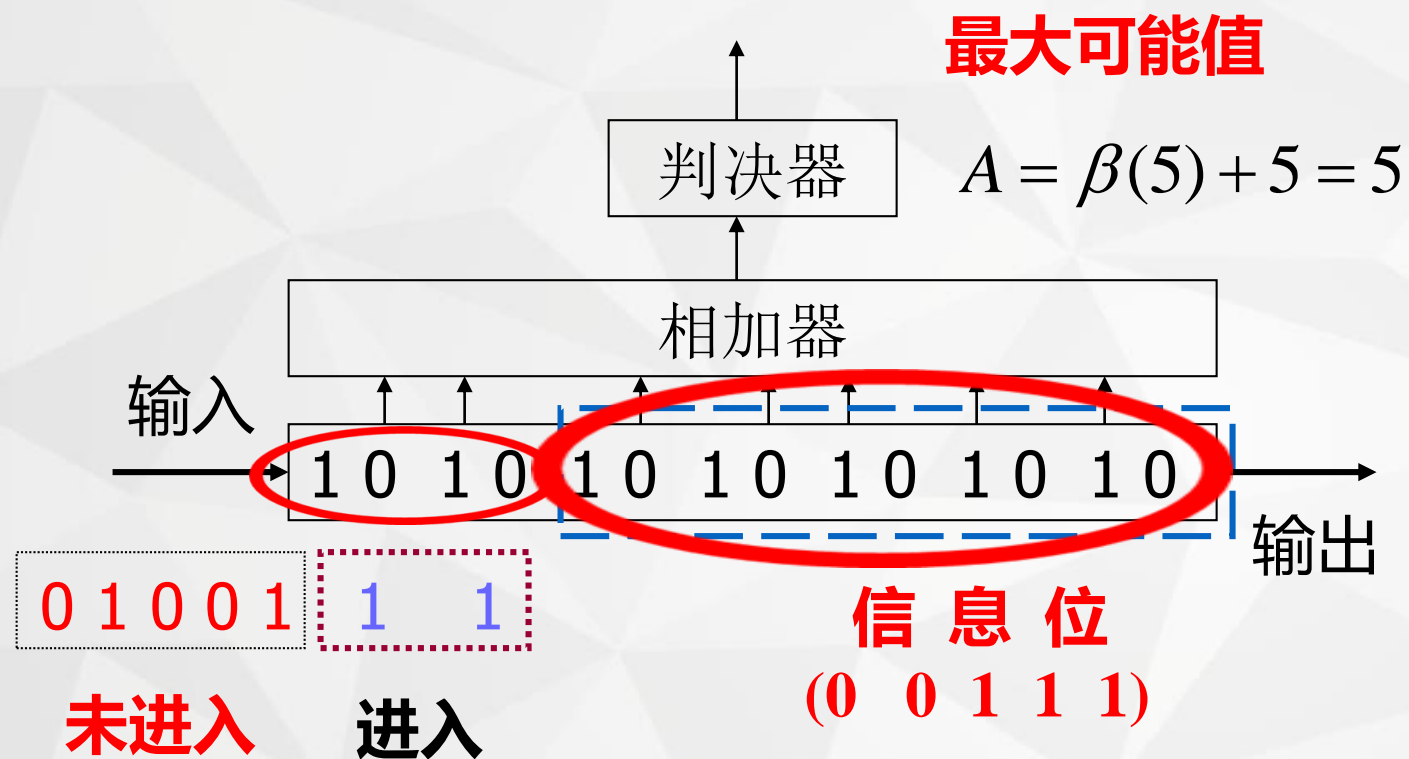 最大可能值
判决器
A = β(5) + 5 = 5
相加器
输入
1 0 1 0 1 0 1 0 1 0 1 0 1 0
输出
0 1 0 0 1 1 1
信 息 位
(0 0 1 1 1)
未进入 进入